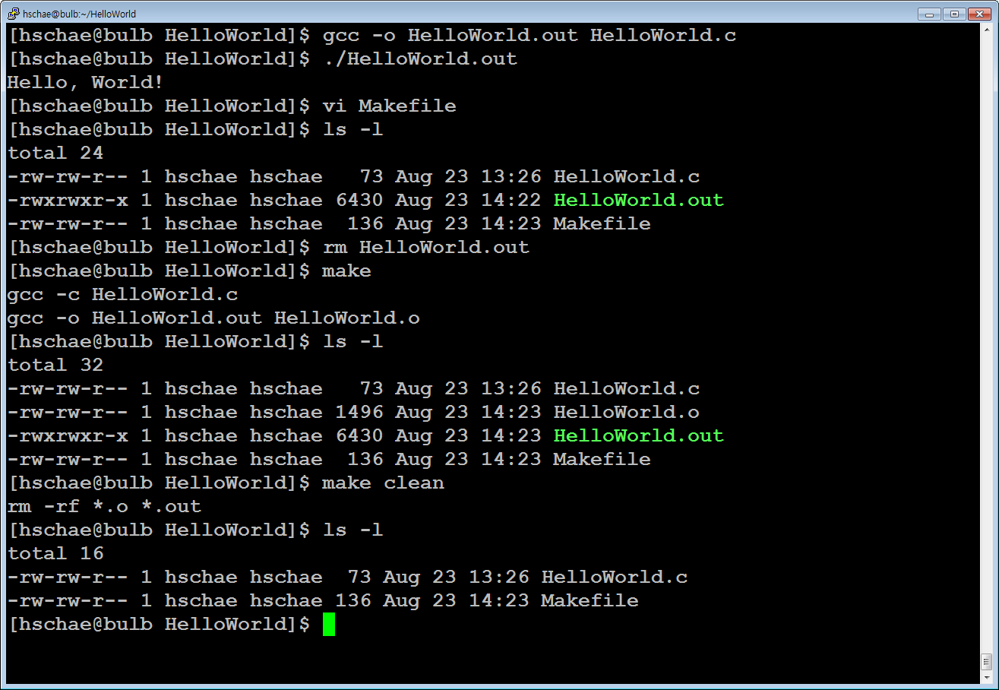 hschae@bulb:~/HelloWorld
[hschae@bulb HelloWorld]$ gcc -o HelloWorld.out HelloWorld.c
[hschae@bulb HelloWorld]$ ./HelloWorld.out
Hello, World!
[hschae@bulb HelloWorld]$ vi Makefile
[hschae@bulb HelloWorld]$ ls -l
total 24
-rw-rw-r-- 1 hschae hschae   73 Aug 23 13:26 HelloWorld.c
-rwxrwxr-x 1 hschae hschae 6430 Aug 23 14:22 HelloWorld.out
-rw-rw-r-- 1 hschae hschae  136 Aug 23 14:23 Makefile
[hschae@bulb HelloWorld]$ rm HelloWorld.out
[hschae@bulb HelloWorld]$ make
gcc -c HelloWorld.c
gcc -o HelloWorld.out HelloWorld.o
[hschae@bulb HelloWorld]$ ls -l
total 32
-rw-rw-r-- 1 hschae hschae   73 Aug 23 13:26 HelloWorld.c
-rw-rw-r-- 1 hschae hschae 1496 Aug 23 14:23 HelloWorld.o
-rwxrwxr-x 1 hschae hschae 6430 Aug 23 14:23 HelloWorld.out
-rw-rw-r-- 1 hschae hschae  136 Aug 23 14:23 Makefile
[hschae@bulb HelloWorld]$ make clean
rm -rf *.o *.out
[hschae@bulb HelloWorld]$ ls -l
total 16
-rw-rw-r-- 1 hschae hschae  73 Aug 23 13:26 HelloWorld.c
-rw-rw-r-- 1 hschae hschae 136 Aug 23 14:23 Makefile
[hschae@bulb HelloWorld]$